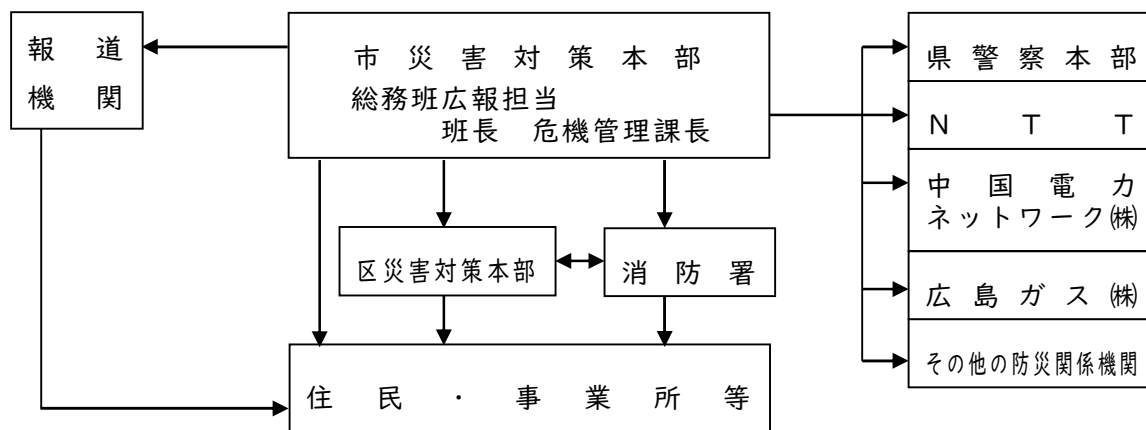 報道
機関
市災害対策本部
総務班広報担当
班長　危機管理課長
県警察本部
ＮＴＴ
中国電力
ネットワーク㈱
広島ガス㈱
その他の防災関係機関
区災害対策本部
消防署
住民・事業所等